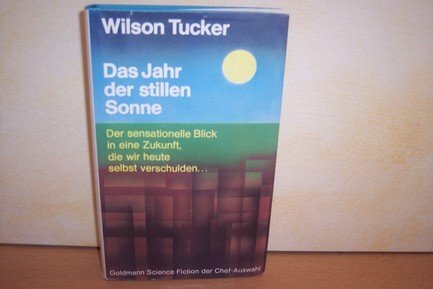 Wilson Tucker
Das Jahr
der stillen
Sonne
Der sensationelle Blick
in eine Zukunft,
die wir heute
selbst verschulden...
Goldmann Science Fiction der Chef-Auswahl